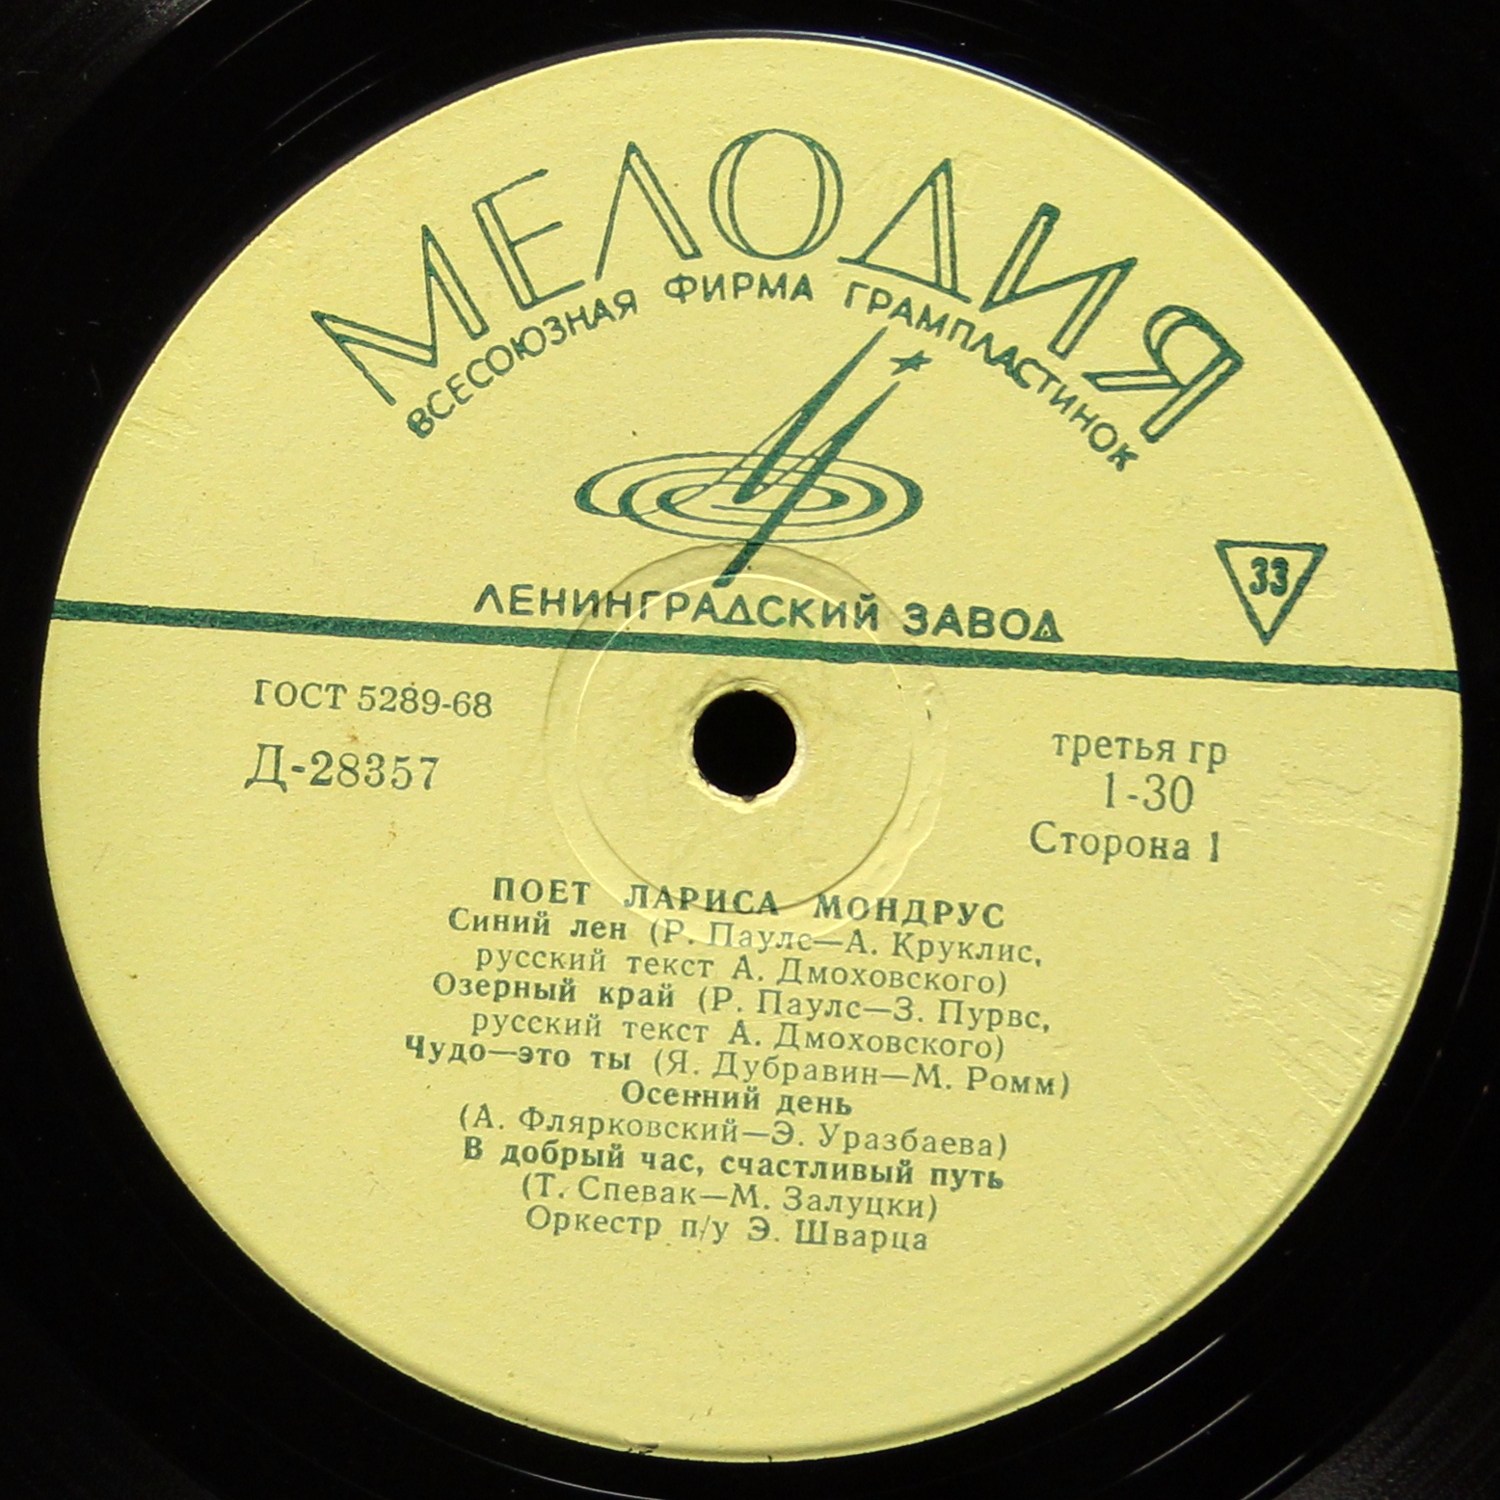 МЕЛОДИЯ
ВСЕСОЮЗНАЯ ФИРМА ГРАМПЛАСТИНОК
ЛЕНИНГРАДСКИЙ ЗАВОД
33
ГОСТ 5289-68
Д-28357
третья гр
1-30
Сторона 1
ПОЕТ ЛАРИСА МОНДРУС
Синий лен (Р. Паулс—А. Круклис,
русский текст А. Дмоховского)
Озерный край (Р. Паулс—З. Пурвс,
русский текст А. Дмоховского)
Чудо—это ты (Я. Дубравин—М. Ромм)
Осенний день
(А. Флярковский—Э. Уразбаева)
В добрый час, счастливый путь
(Т. Спевак—М. Залуцки)
Оркестр п/у Э. Шварца